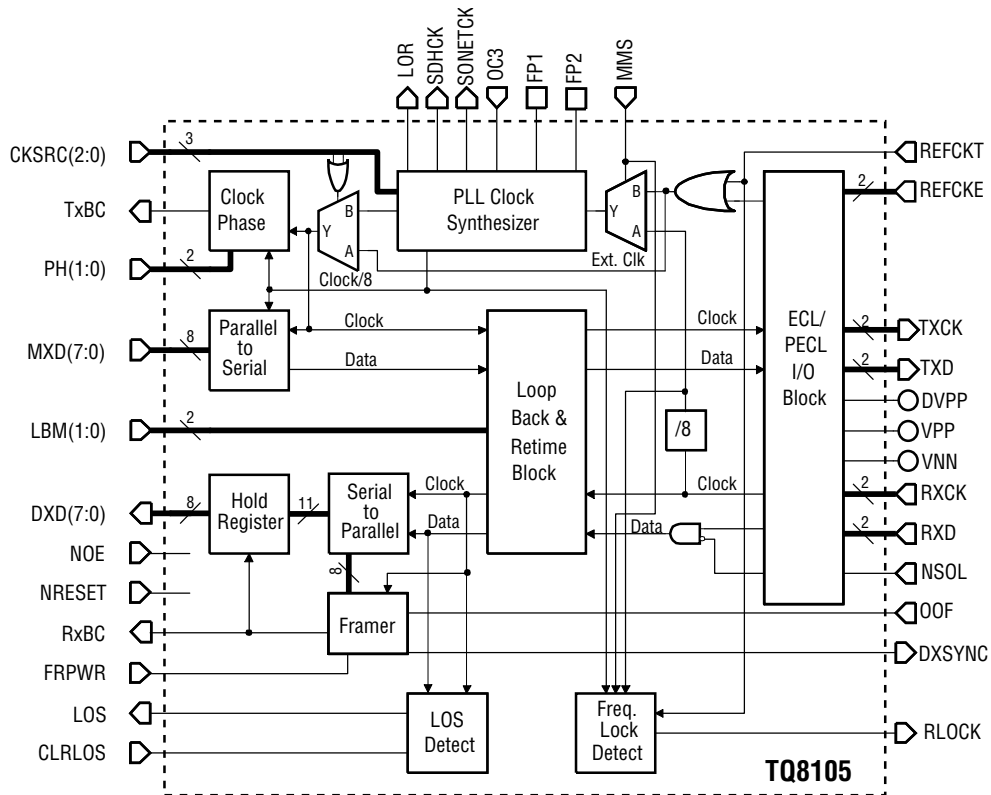 LOR
SDHCK
SONETCK
OC3
FP1
FP2
MMS
CKSRC(2:0)
3
REFCKT
TxBC
Clock
Phase
B
Y
A
PLL Clock
Synthesizer
B
Y
A
2
REFCKE
PH(1:0)
2
Ext. Clk
Clock/8
MXD(7:0)
8
Parallel
to
Serial
Clock
Data
Loop
Back &
Retime
Block
Clock
Data
ECL/
PECL
I/O
Block
2
TXCK
2
TXD
DVPP
LBM(1:0)
2
/8
VPP
VNN
DXD(7:0)
8
Hold
Register
11
Serial
to
Parallel
Clock
Data
Clock
Data
2
RXCK
2
RXD
NOE
NSOL
NRESET
8
OOF
RxBC
Framer
DXSYNC
FRPWR
LOS
LOS
Detect
Freq.
Lock
Detect
RLOCK
CLRLOS
TQ8105